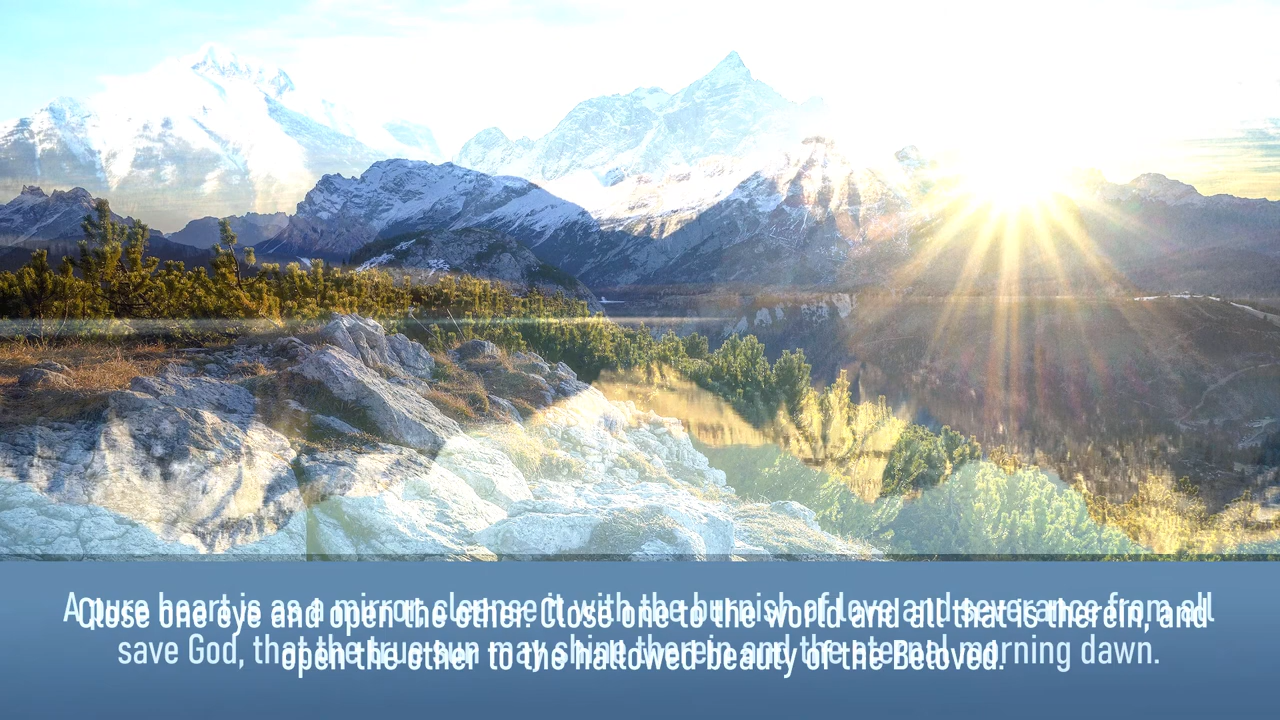 A pure heart is as a mirror; cleanse it with the burnish of love and severance from all
save God, that the true sun may shine therein and the eternal morning dawn.
Close one eye and open the other. Close one to the world and all that is therein, and
open the other to the hallowed beauty of the Beloved.